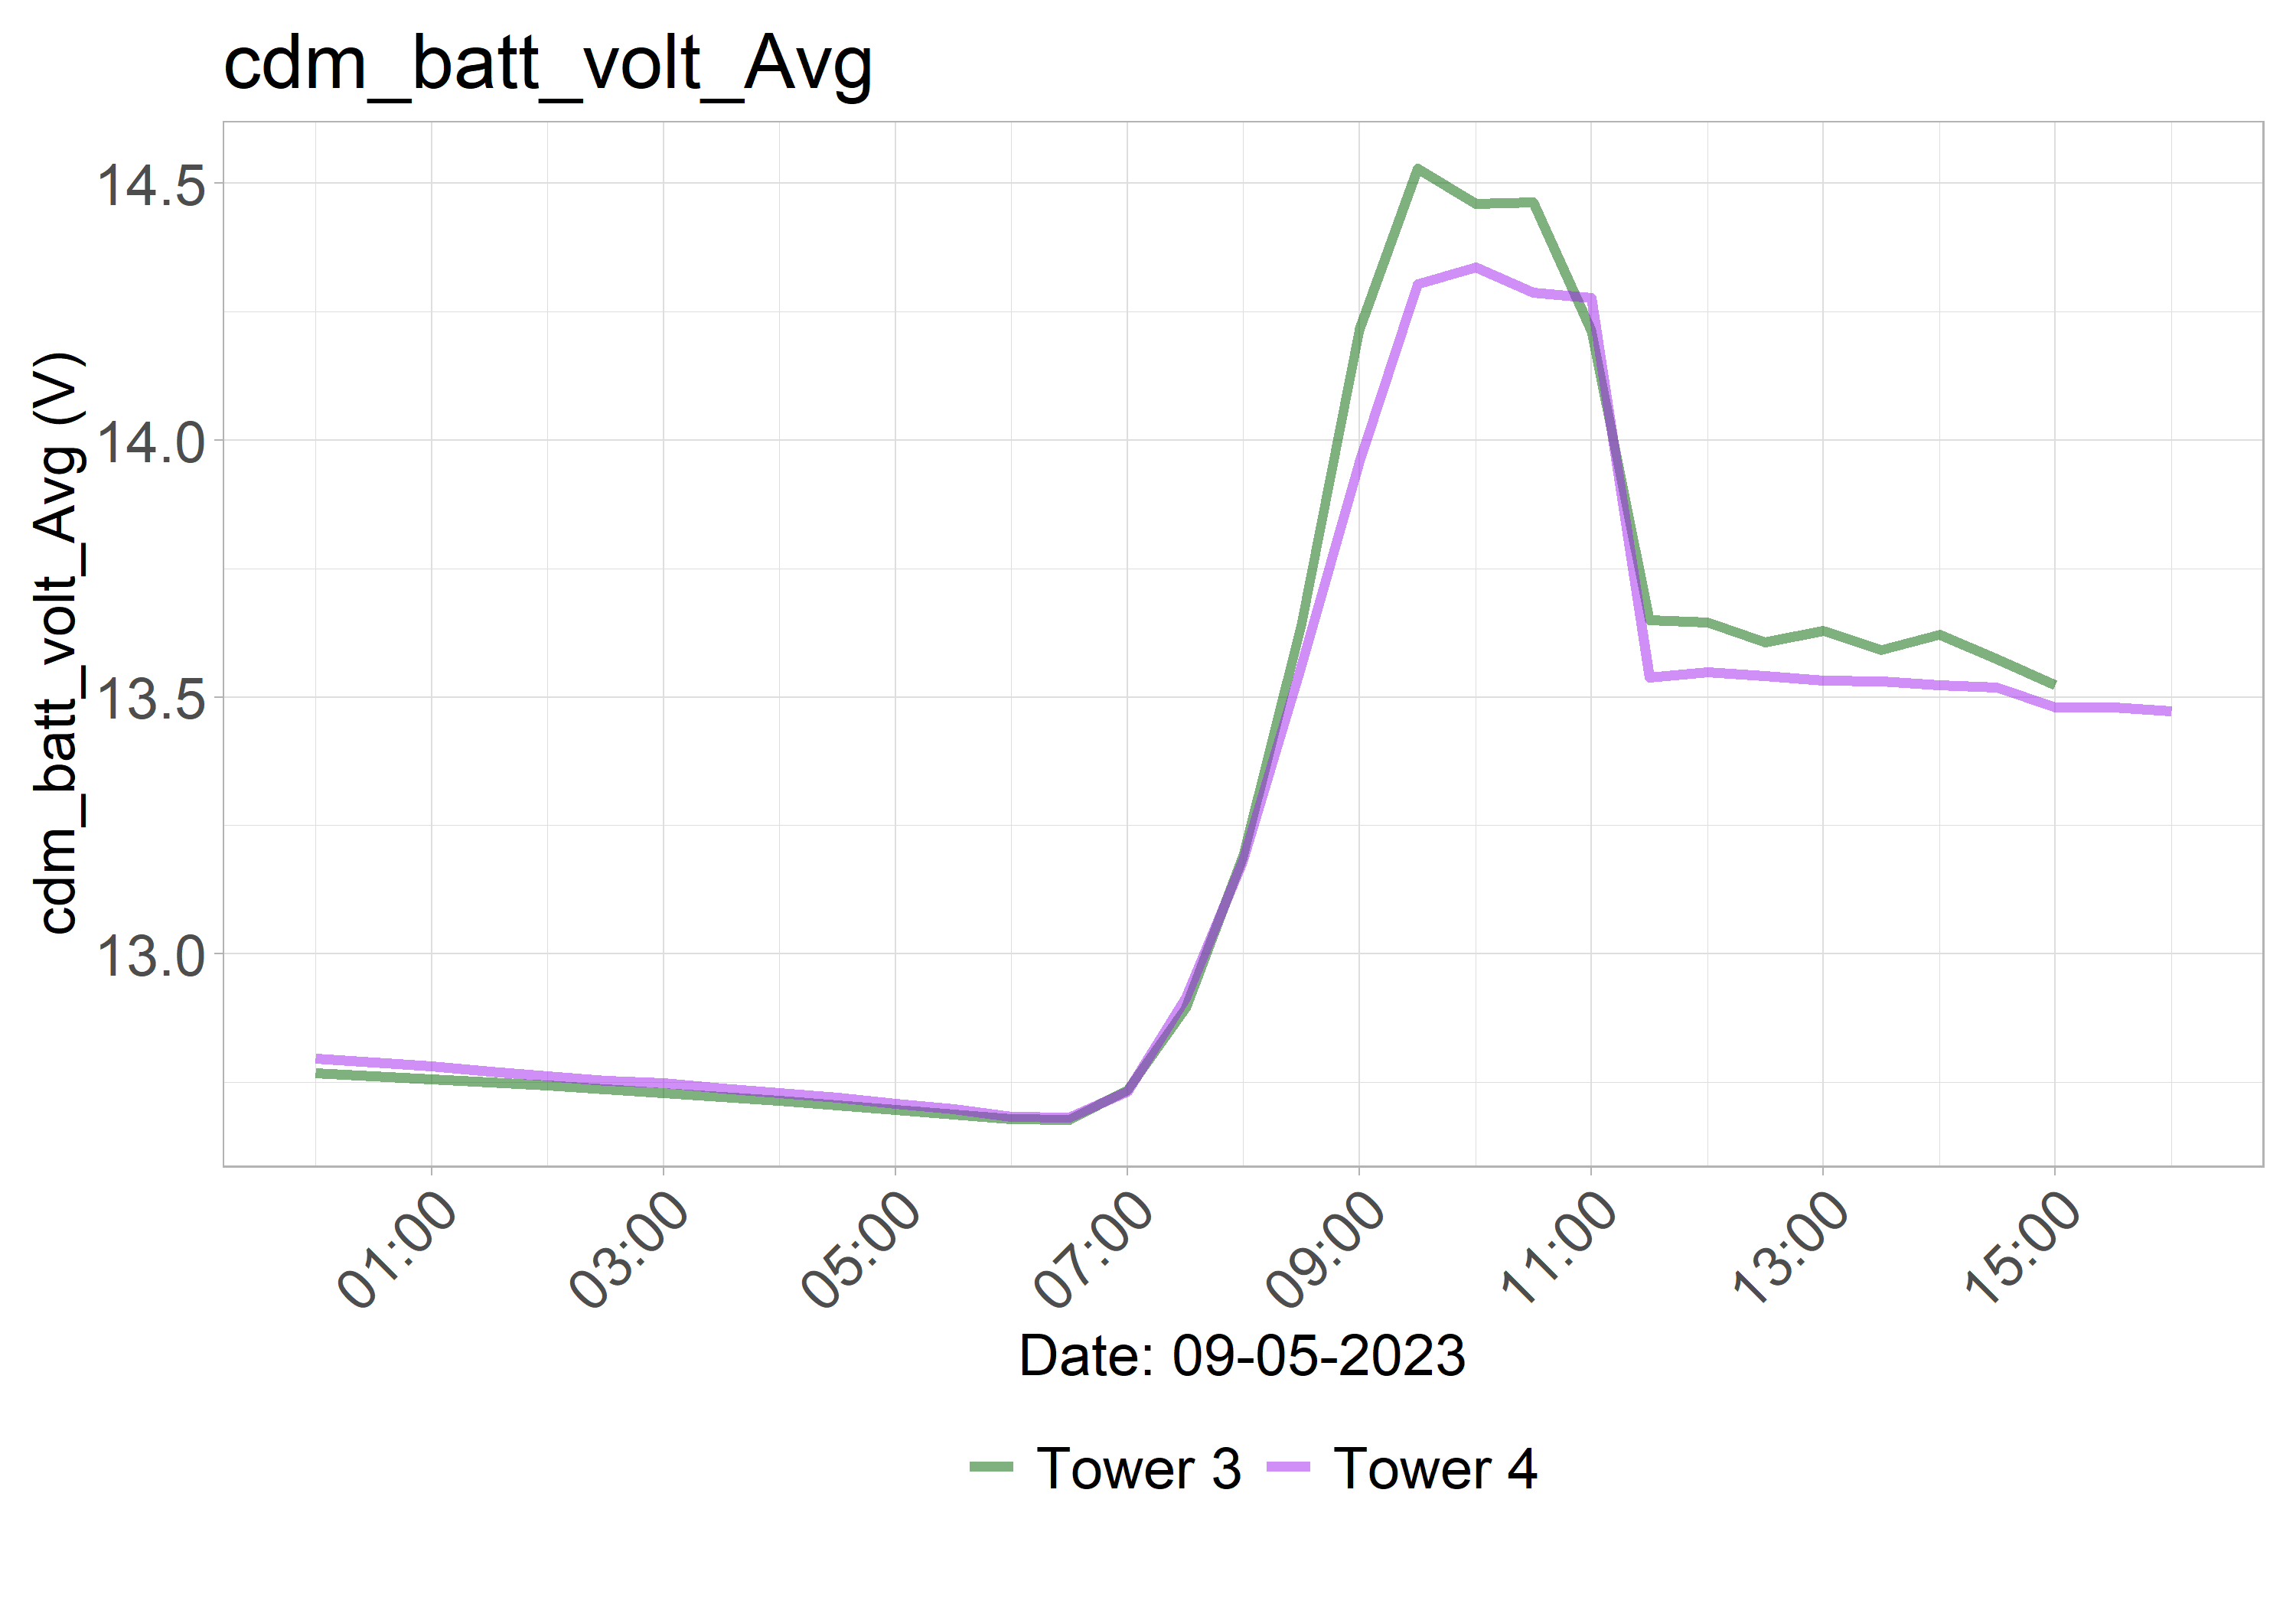 cdm_batt_volt_Avg
cdm_batt_volt_Avg (V)
14.5
14.0
13.5
13.0
01:00 03:00 05:00 07:00 09:00 11:00 13:00 15:00
Date: 09-05-2023
Tower 3 Tower 4